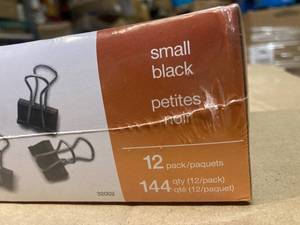 small
black
petites
noir
12 pack/paquets
144 qty (12/pack)
qté (12/paquet)